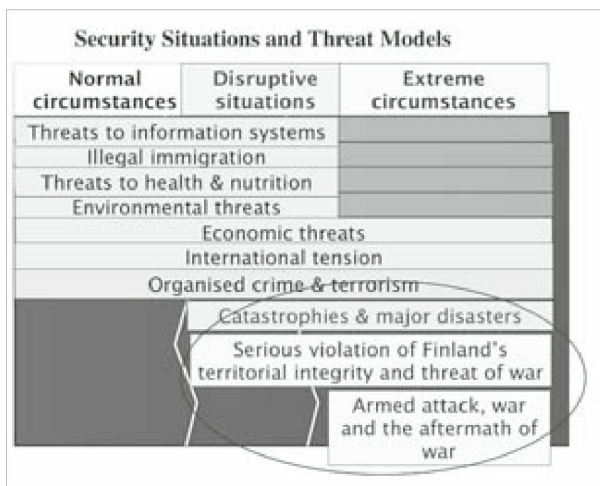 Security Situations and Threat Models
Normal
circumstances
Disruptive
situations
Extreme
circumstances
Threats to information systems
Illegal immigration
Threats to health & nutrition
Environmental threats
Economic threats
International tension
Organised crime & terrorism
Catastrophies & major disasters
Serious violation of Finland's
territorial integrity and threat of war
Armed attack, war
and the aftermath of
war